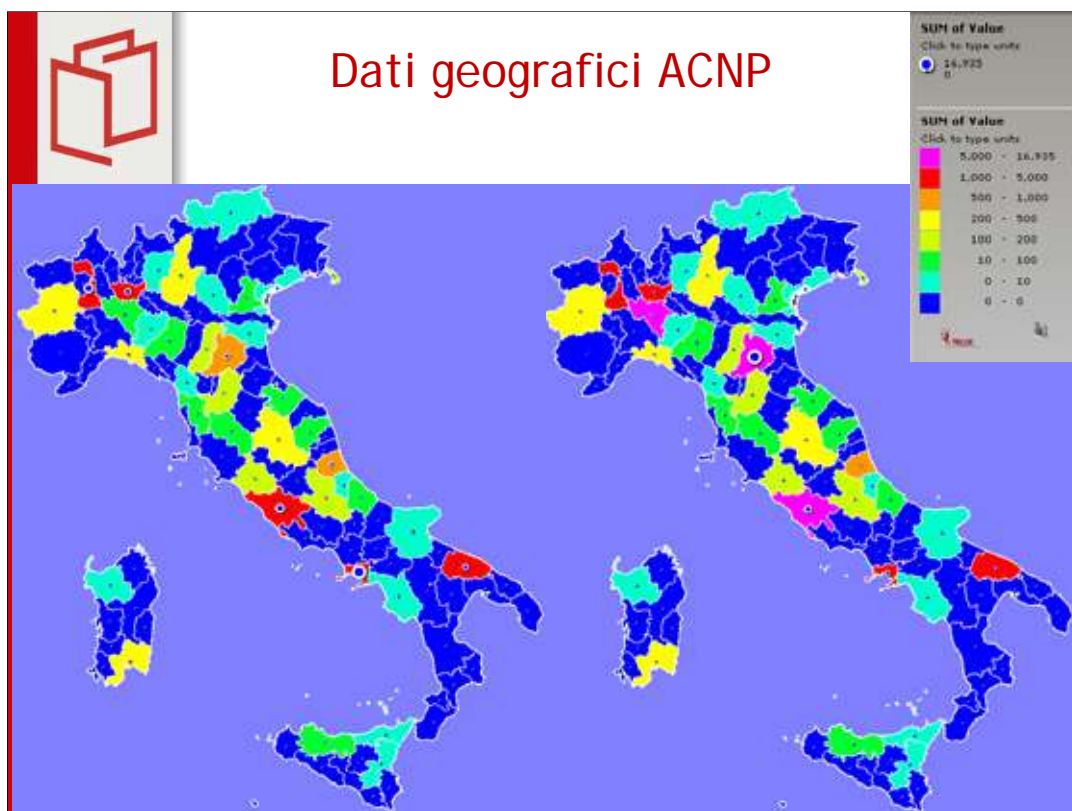 Dati geografici ACNP
SUM of Value
Click to type units
16.935
0
SUM of Value
Click to type units
5.000 - 16.935
1.000 - 5.000
500 - 1.000
200 - 500
100 - 200
10 - 100
0 - 10
0 - 0